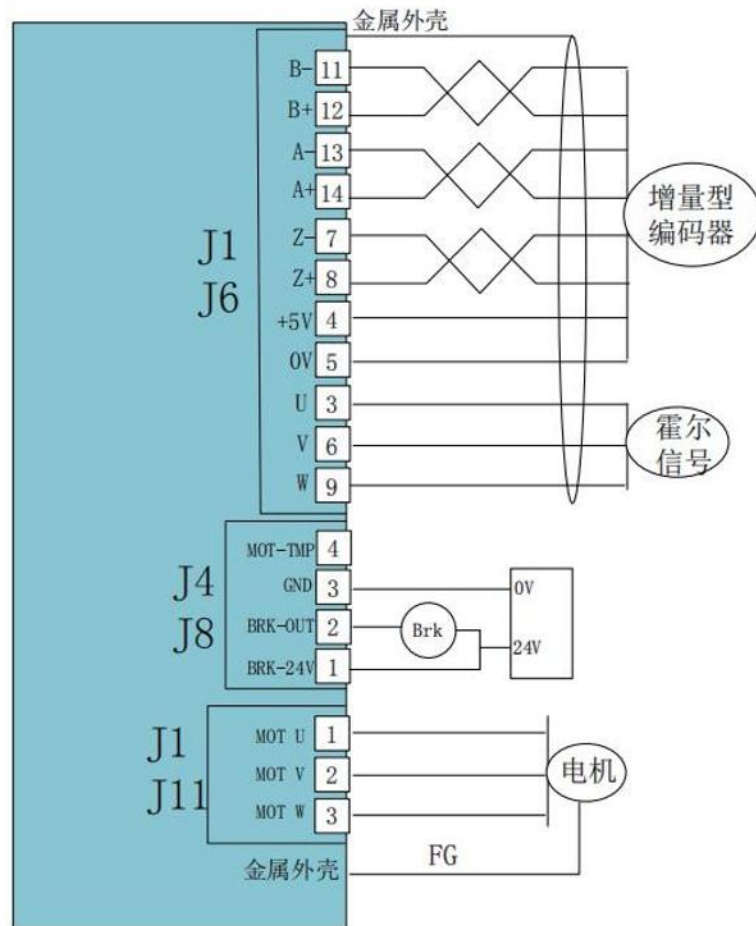 金属外壳
B- 11
B+ 12
A- 13
A+ 14
Z- 7
Z+ 8
+5V 4
0V 5
U 3
V 6
W 9
J1
J6
增量型
编码器
霍尔
信号
MOT-TMP 4
GND 3
BRK-OUT 2
BRK-24V 1
J4
J8
Brk
0V
24V
MOT U 1
MOT V 2
MOT W 3
J1
J11
电机
金属外壳
FG